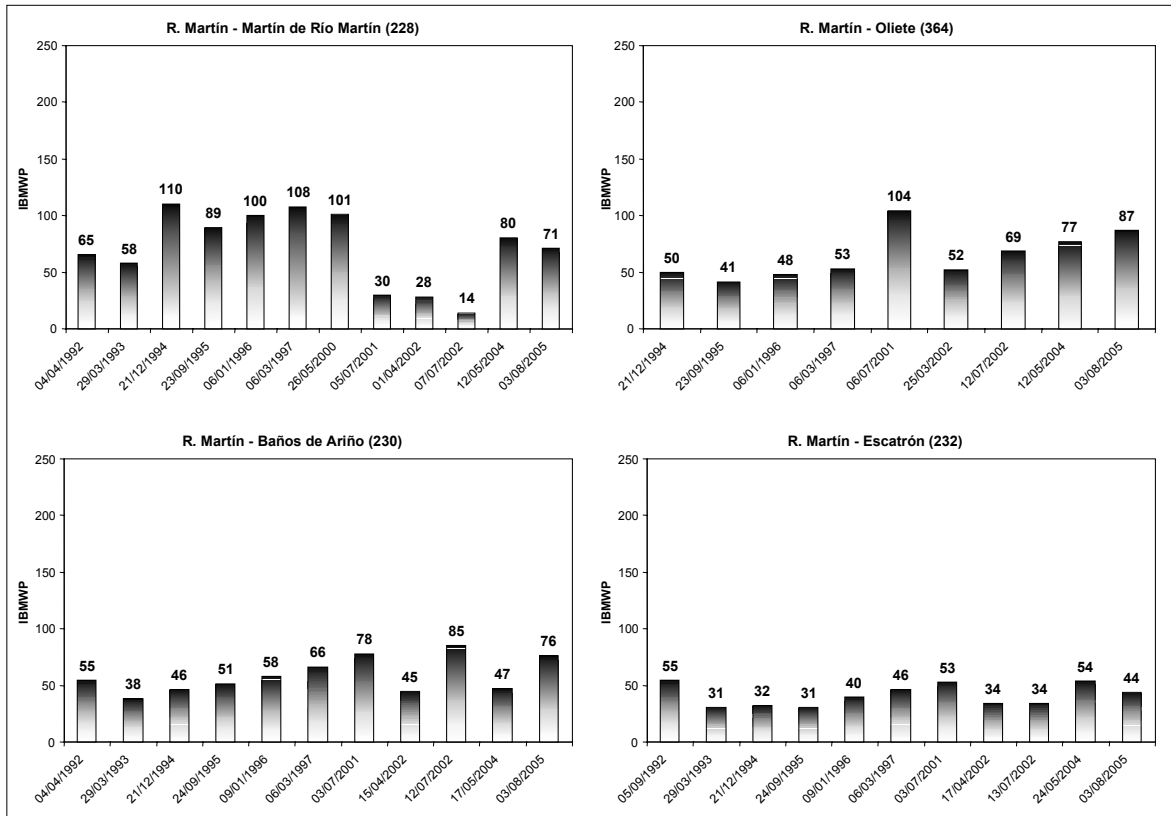 R. Martín - Martín de Río Martín (228)
250
200
150
100
50
0
IBMWP
65 58 110 89 100 108 101 30 28 14 80 71
04/04/1992 29/03/1993 21/12/1994 23/09/1995 06/01/1996 06/03/1997 26/05/2000 05/07/2001 01/04/2002 07/07/2002 12/05/2004 03/08/2005
R. Martín - Oliete (364)
250
200
150
100
50
0
IBMWP
50 41 48 53 104 52 69 77 87
21/12/1994 23/09/1995 06/01/1996 06/03/1997 06/07/2001 25/03/2002 12/07/2002 12/05/2004 03/08/2005
R. Martín - Baños de Ariño (230)
250
200
150
100
50
0
IBMWP
55 38 46 51 58 66 78 45 85 47 76
04/04/1992 29/03/1993 21/12/1994 24/09/1995 09/01/1996 06/03/1997 03/07/2001 15/04/2002 12/07/2002 17/05/2004 03/08/2005
R. Martín - Escatrón (232)
250
200
150
100
50
0
IBMWP
55 31 32 31 40 46 53 34 34 54 44
05/09/1992 29/03/1993 21/12/1994 24/09/1995 09/01/1996 06/03/1997 03/07/2001 17/04/2002 13/07/2002 24/05/2004 03/08/2005